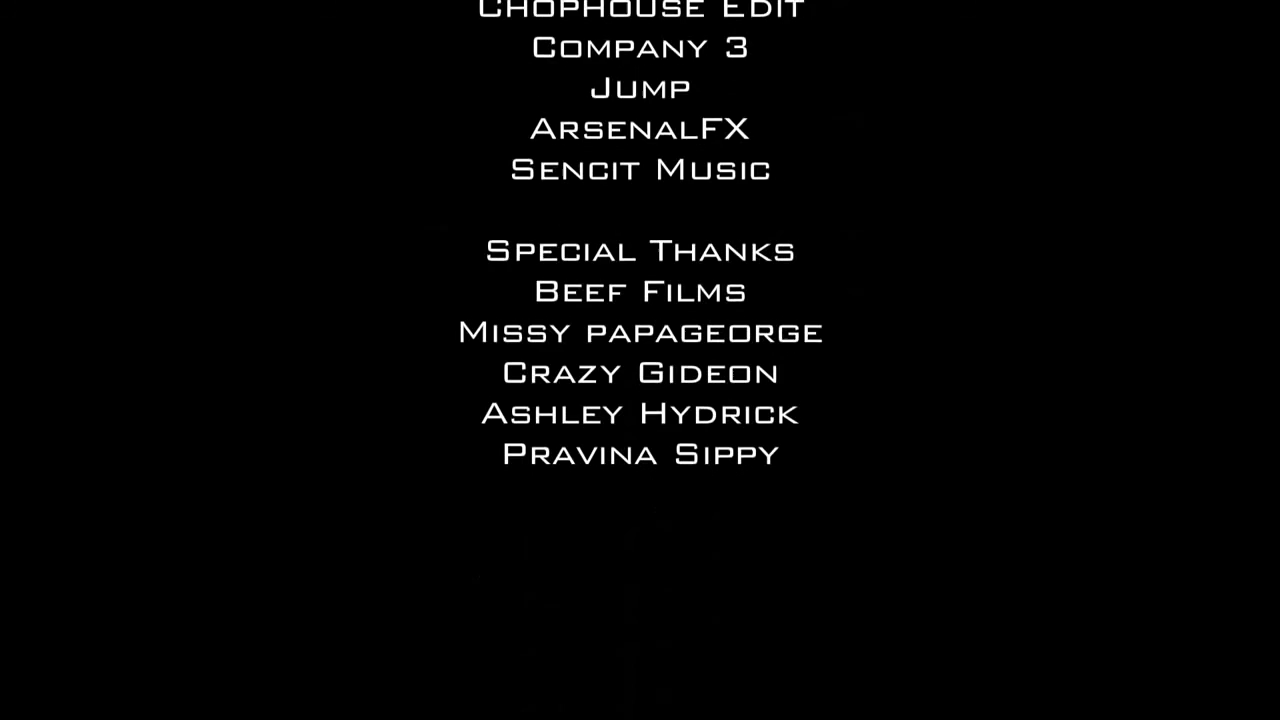 Chophouse Edit
Company 3
Jump
ArsenalFX
Sencit Music
Special Thanks
Beef Films
Missy papageorge
Crazy Gideon
Ashley Hydrick
Pravina Sippy